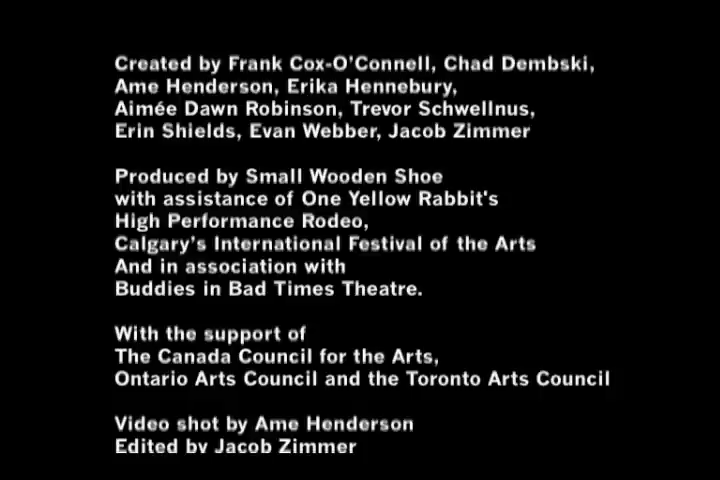 Created by Frank Cox-O'Connell, Chad Dembski,
Ame Henderson, Erika Hennebury,
Aimée Dawn Robinson, Trevor Schwellnus,
Erin Shields, Evan Webber, Jacob Zimmer
Produced by Small Wooden Shoe
with assistance of One Yellow Rabbit's
High Performance Rodeo,
Calgary's International Festival of the Arts
And in association with
Buddies in Bad Times Theatre.
With the support of
The Canada Council for the Arts,
Ontario Arts Council and the Toronto Arts Council
Video shot by Ame Henderson
Edited by Jacob Zimmer